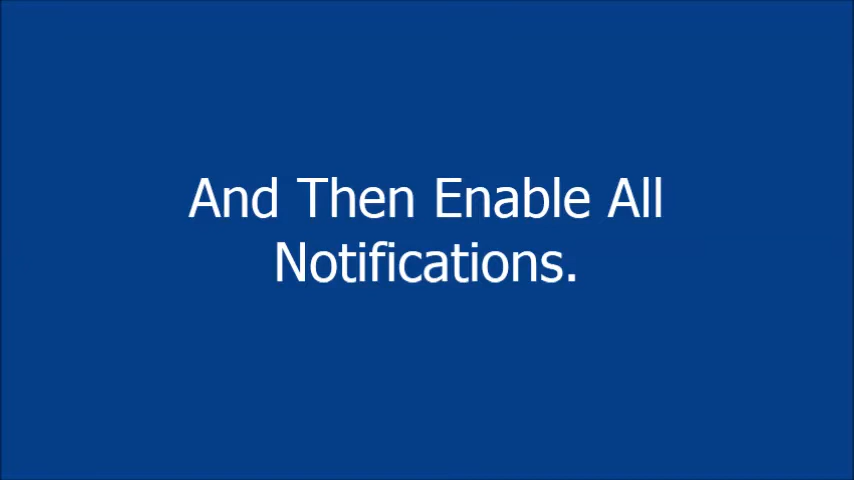 And Then Enable All
Notifications.